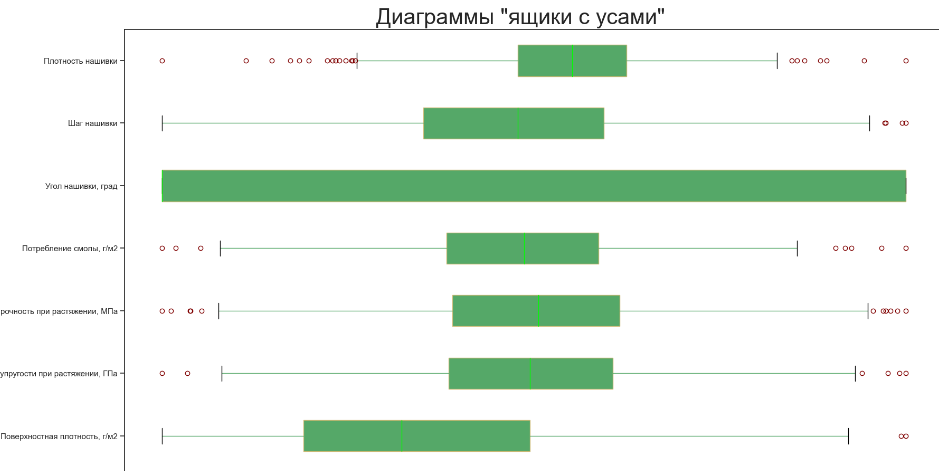 Диаграммы "ящики с усами"
Плотность нашивки
Шаг нашивки
Угол нашивки, град
Потребление смолы, г/м2
рочность при растяжении, МПа
упругости при растяжении, ГПа
Поверхностная плотность, г/м2